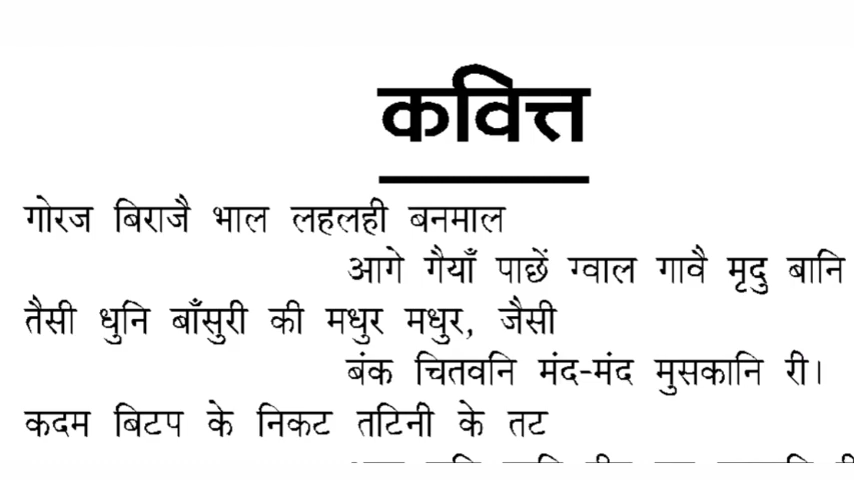 कवित्त
गोरज बिराजै भाल लहलही बनमाल
आगे गैयाँ पाछें ग्वाल गावै मृदु बानि
तैसी धुनि बाँसुरी की मधुर मधुर, जैसी
बंक चितवनि मंद-मंद मुसकानि री।
कदम बिटप के निकट तटिनी के तट